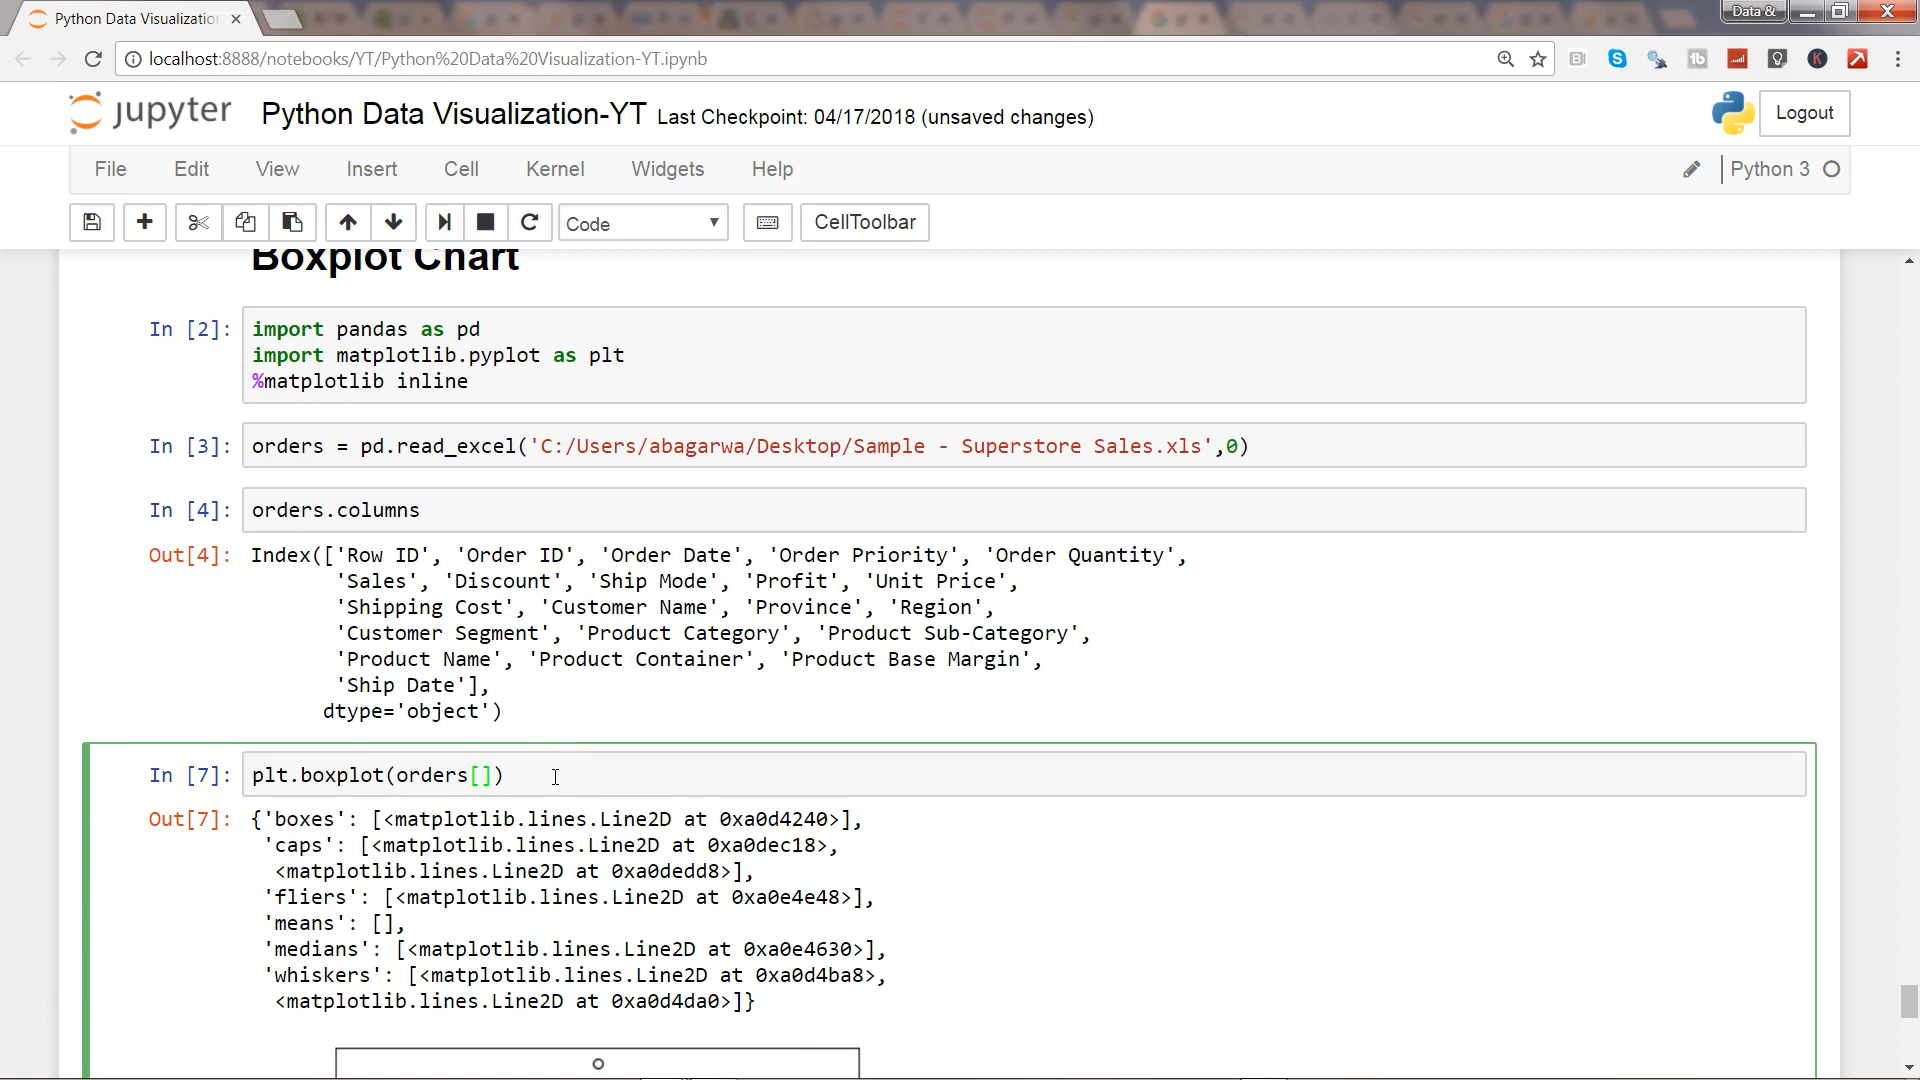 Python Data Visualization
Data &
localhost:8888/notebooks/YT/Python%20Data%20Visualization-YT.ipynb
jupyter Python Data Visualization-YT Last Checkpoint: 04/17/2018 (unsaved changes)
Logout
File Edit View Insert Cell Kernel Widgets Help
Python 3
Code
CellToolbar
Boxplot Chart
In [2]: import pandas as pd
import matplotlib.pyplot as plt
%matplotlib inline
In [3]: orders = pd.read_excel('C:/Users/abagarwa/Desktop/Sample - Superstore Sales.xls',0)
In [4]: orders.columns
Out[4]: Index(['Row ID', 'Order ID', 'Order Date', 'Order Priority', 'Order Quantity',
'Sales', 'Discount', 'Ship Mode', 'Profit', 'Unit Price',
'Shipping Cost', 'Customer Name', 'Province', 'Region',
'Customer Segment', 'Product Category', 'Product Sub-Category',
'Product Name', 'Product Container', 'Product Base Margin',
'Ship Date'],
dtype='object')
In [7]: plt.boxplot(orders[])
Out[7]: {'boxes': [<matplotlib.lines.Line2D at 0xa0d4240>],
'caps': [<matplotlib.lines.Line2D at 0xa0dec18>,
<matplotlib.lines.Line2D at 0xa0dedd8>],
'fliers': [<matplotlib.lines.Line2D at 0xa0e4e48>],
'means': [],
'medians': [<matplotlib.lines.Line2D at 0xa0e4630>],
'whiskers': [<matplotlib.lines.Line2D at 0xa0d4ba8>,
<matplotlib.lines.Line2D at 0xa0d4da0>]}